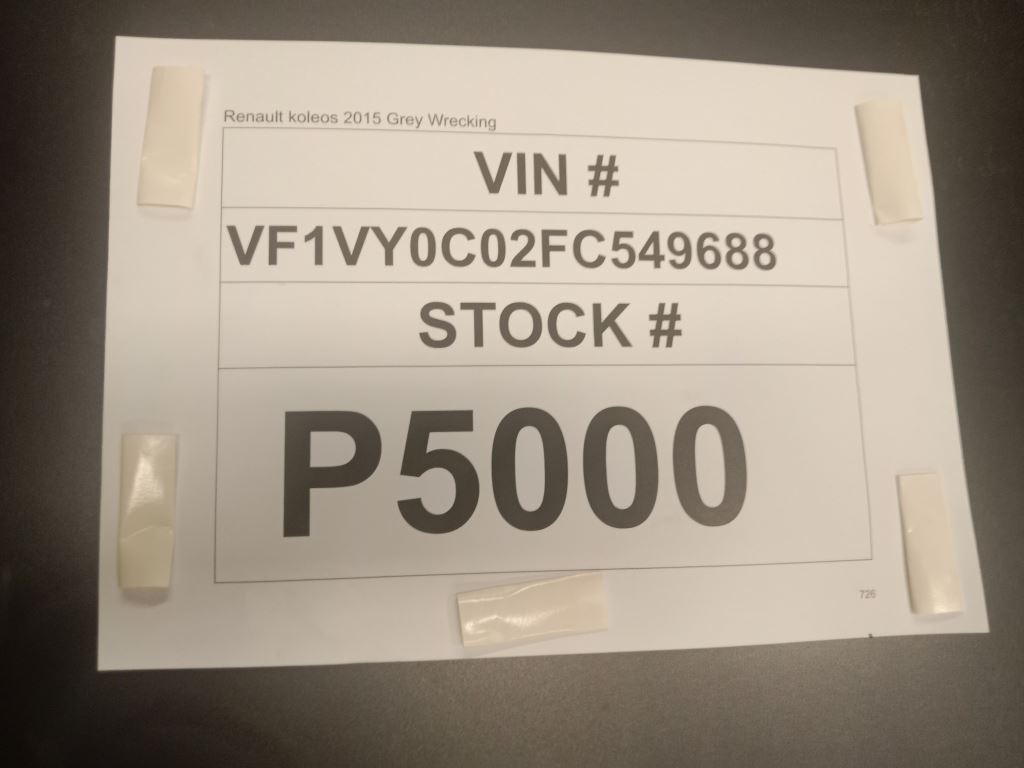 Renault koleos 2015 Grey Wrecking
VIN #
VF1VY0C02FC549688
STOCK #
P5000
726